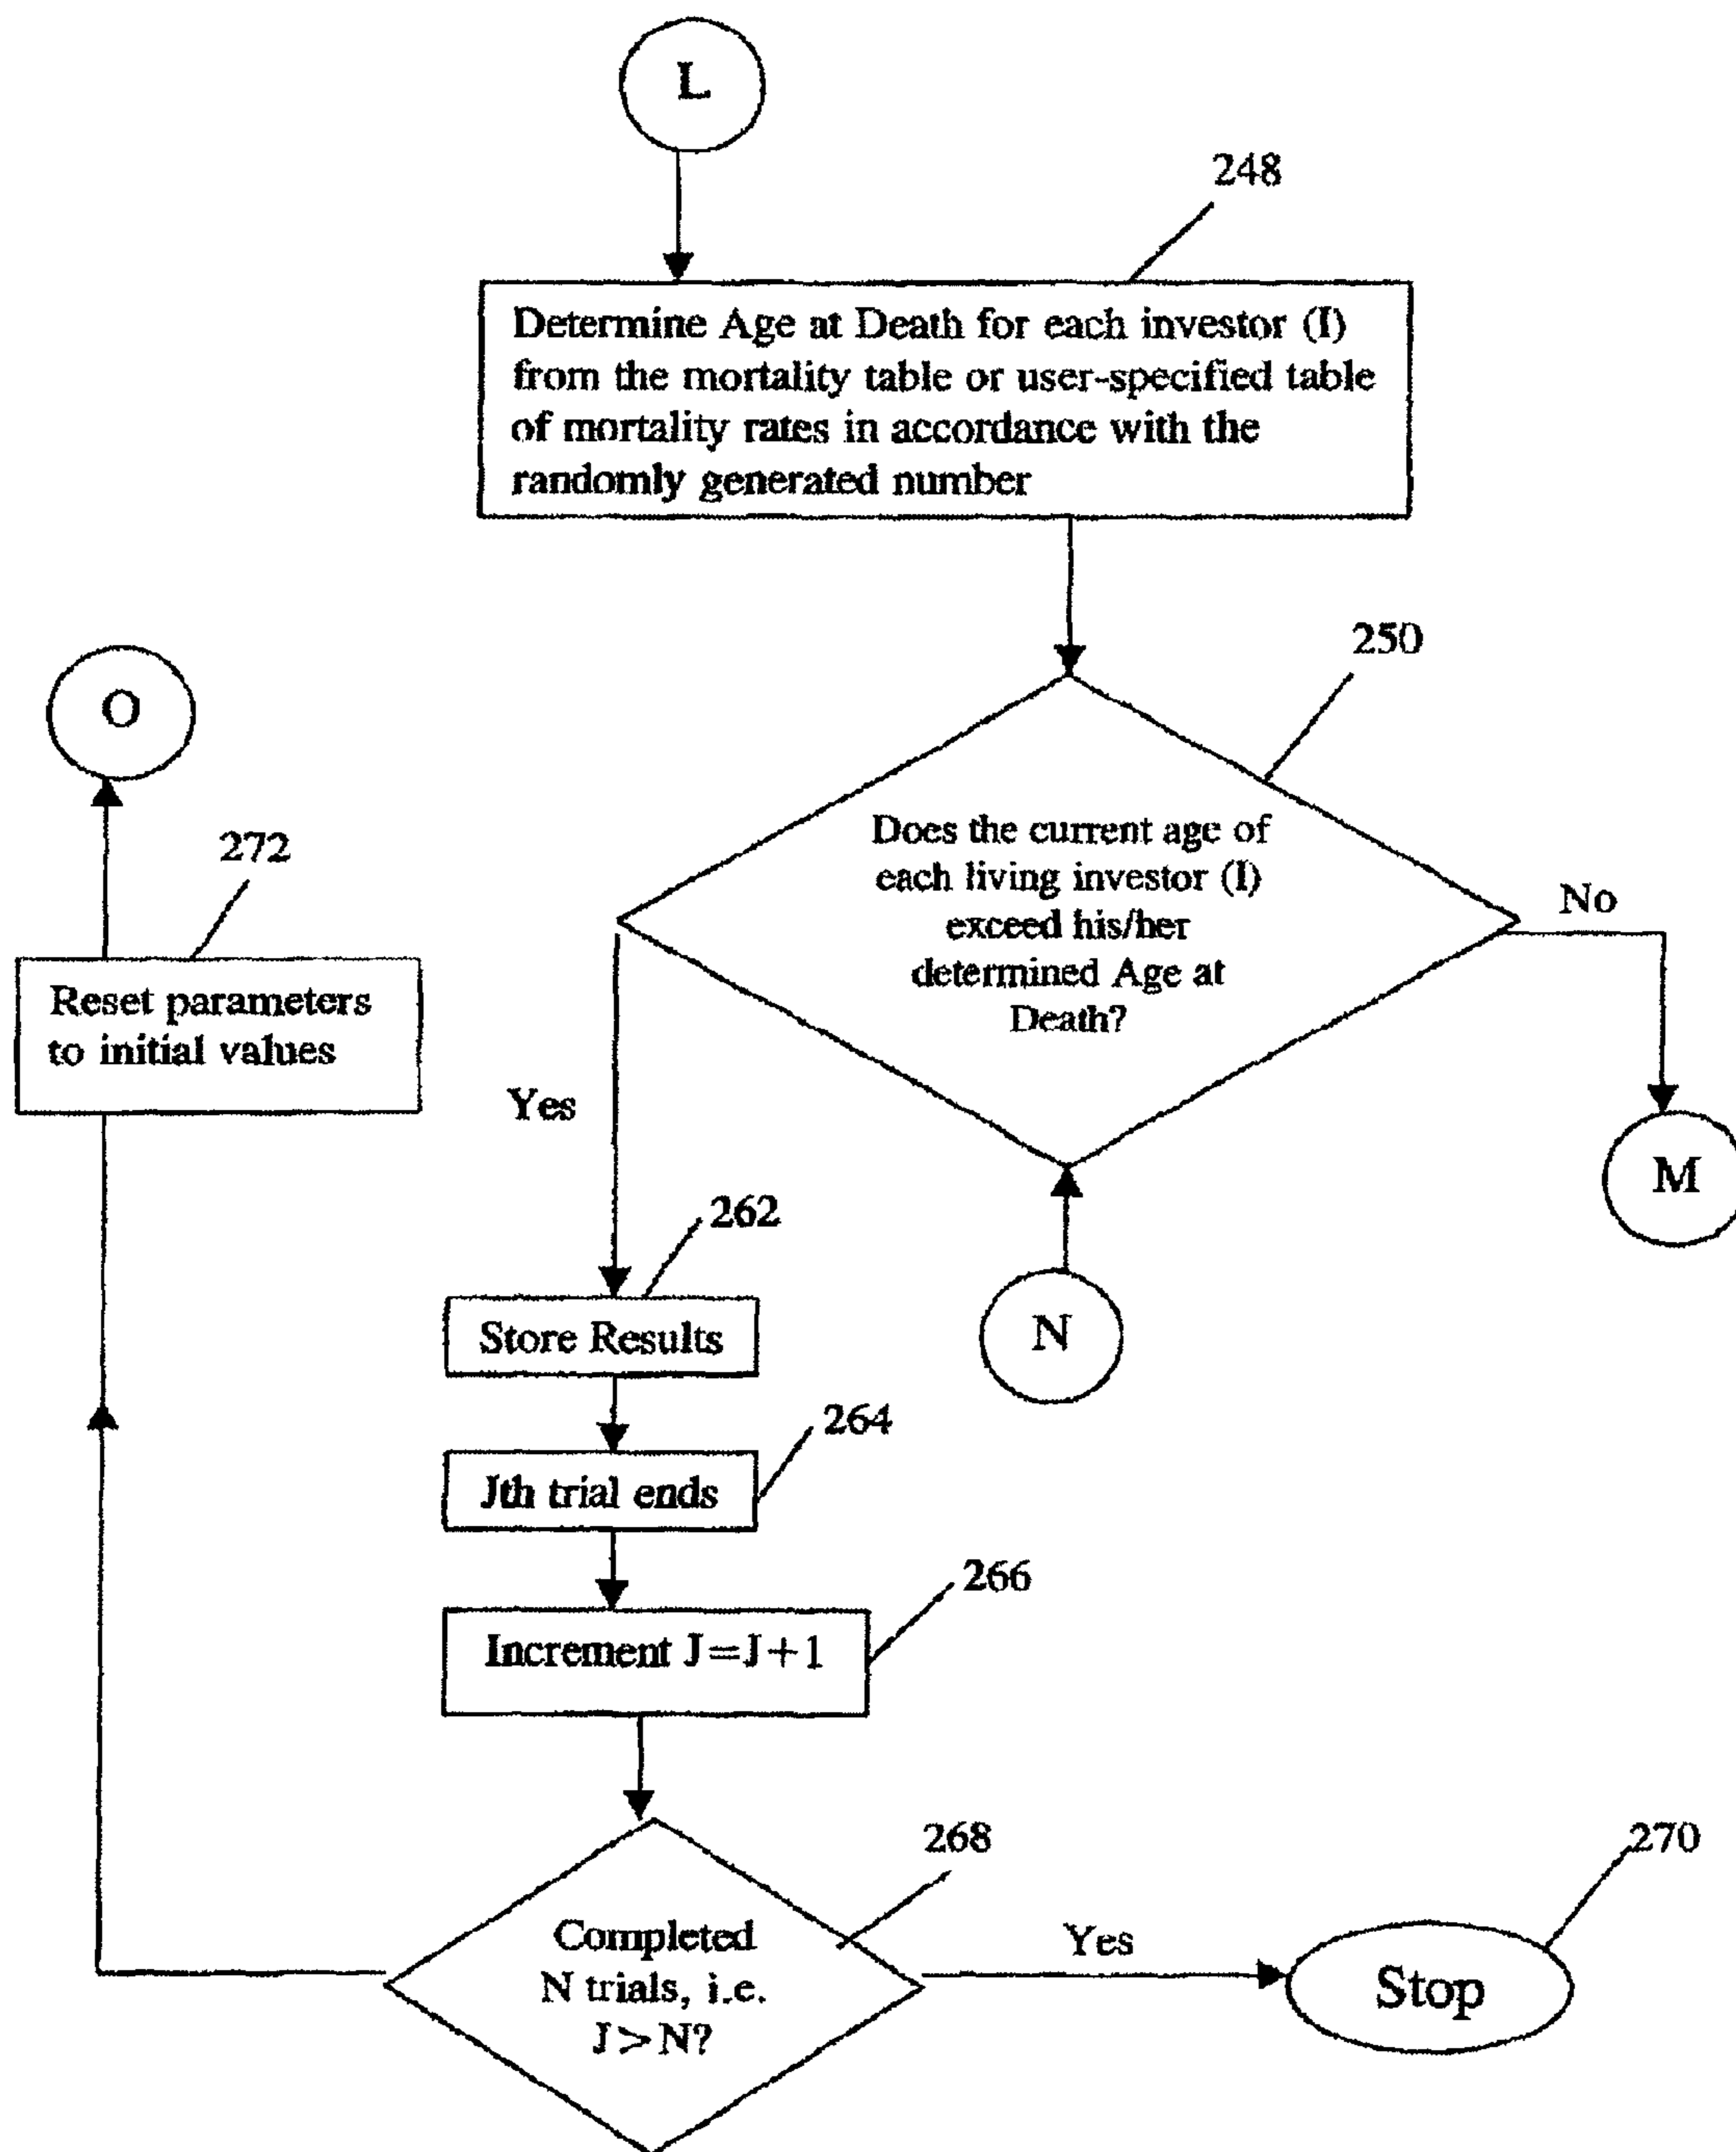 L
248
Determine Age at Death for each investor (I)
from the mortality table or user-specified table
of mortality rates in accordance with the
randomly generated number
250
O
Does the current age of
each living investor (I)
exceed his/her
determined Age at
Death?
No
272
Reset parameters
to initial values
Yes
M
262
Store Results
N
264
Jth trial ends
266
Increment J=J+1
268
270
Completed
N trials, i.e.
J>N?
Yes
Stop